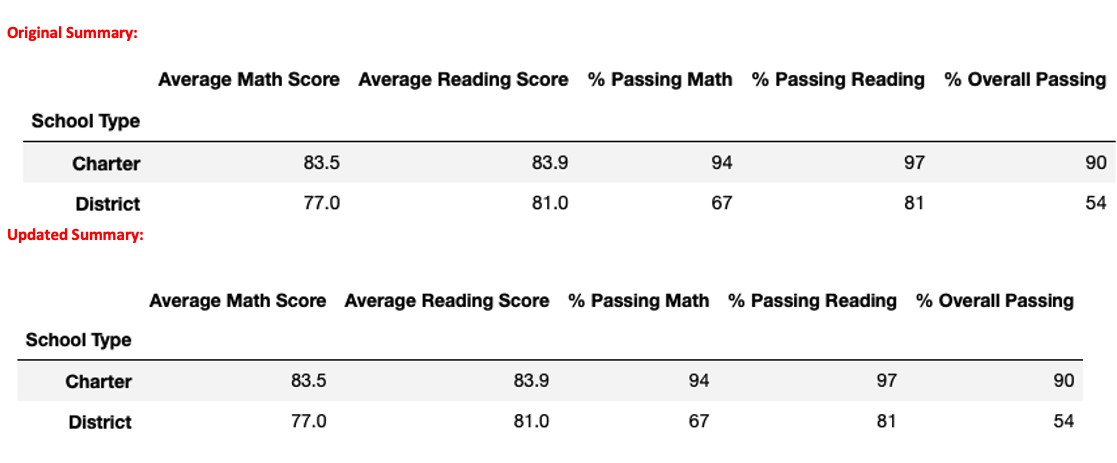 Original Summary:
Average Math Score Average Reading Score % Passing Math % Passing Reading % Overall Passing
School Type
Charter 83.5 83.9 94 97 90
District 77.0 81.0 67 81 54
Updated Summary:
Average Math Score Average Reading Score % Passing Math % Passing Reading % Overall Passing
School Type
Charter 83.5 83.9 94 97 90
District 77.0 81.0 67 81 54